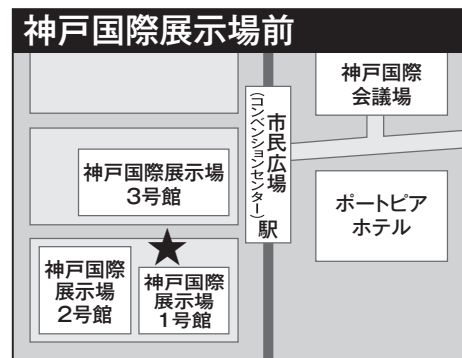 神戸国際展示場前
神戸国際
会議場
市民広場
(コンベンションセンター)
駅
神戸国際展示場
3号館
ポートピア
ホテル
神戸国際
展示場
2号館
神戸国際
展示場
1号館